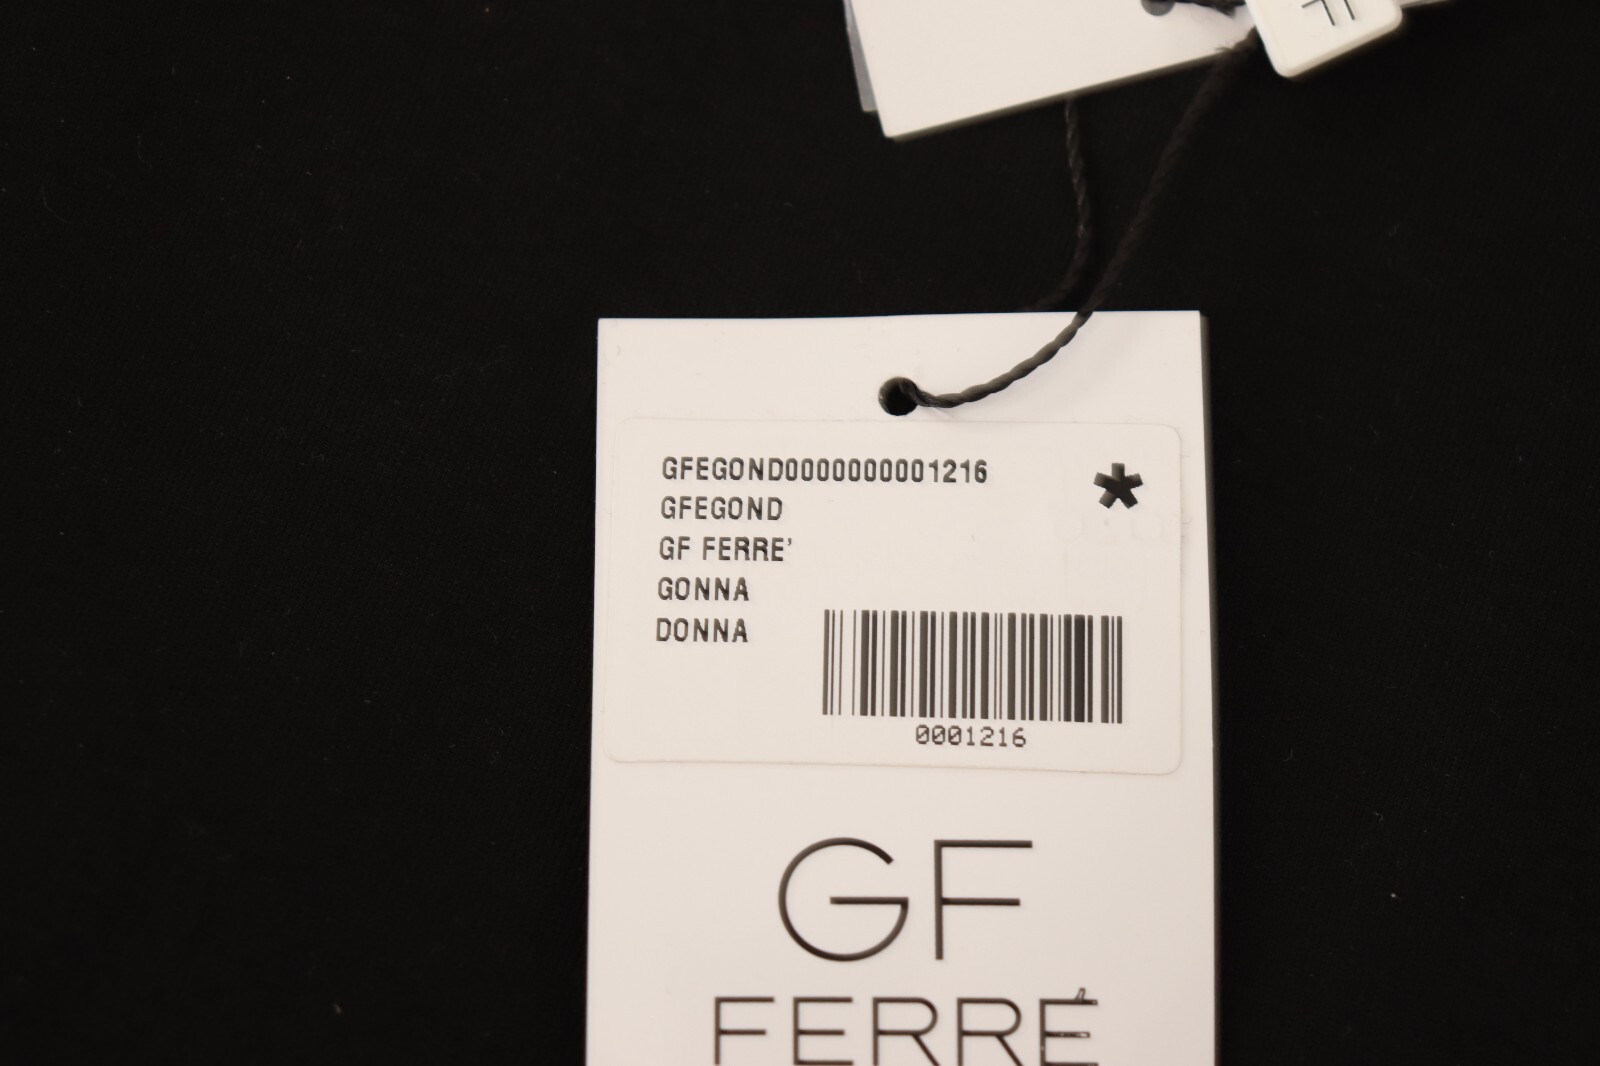 GFEGOND0000000001216
GFEGOND
GF FERRE'
GONNA
DONNA
*
0001216
GF
FERRÉ